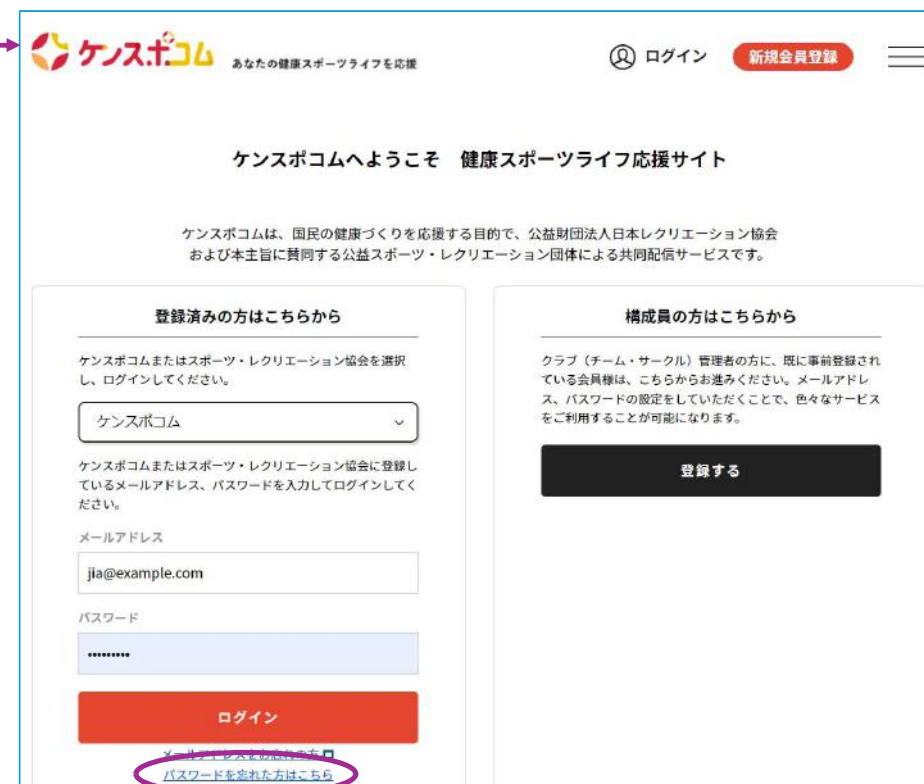 ケンスポコム
あなたの健康スポーツライフを応援
ログイン
新規会員登録
ケンスポコムへようこそ 健康スポーツライフ応援サイト
ケンスポコムは、国民の健康づくりを応援する目的で、公益財団法人日本レクリエーション協会
および本主旨に賛同する公益スポーツ・レクリエーション団体による共同配信サービスです。
登録済みの方はこちらから
ケンスポコムまたはスポーツ・レクリエーション協会を選択
し、ログインしてください。
ケンスポコム
ケンスポコムまたはスポーツ・レクリエーション協会に登録し
ているメールアドレス、パスワードを入力してログインしてく
ださい。
メールアドレス
jia@example.com
パスワード
•••••••••
ログイン
メールアドレスをお忘れの方
パスワードを忘れた方はこちら
構成員の方はこちらから
クラブ（チーム・サークル）管理者の方に、既に事前登録され
ている会員様は、こちらからお進みください。メールアドレ
ス、パスワードの設定をしていただくことで、色々なサービス
をご利用することが可能になります。
登録する